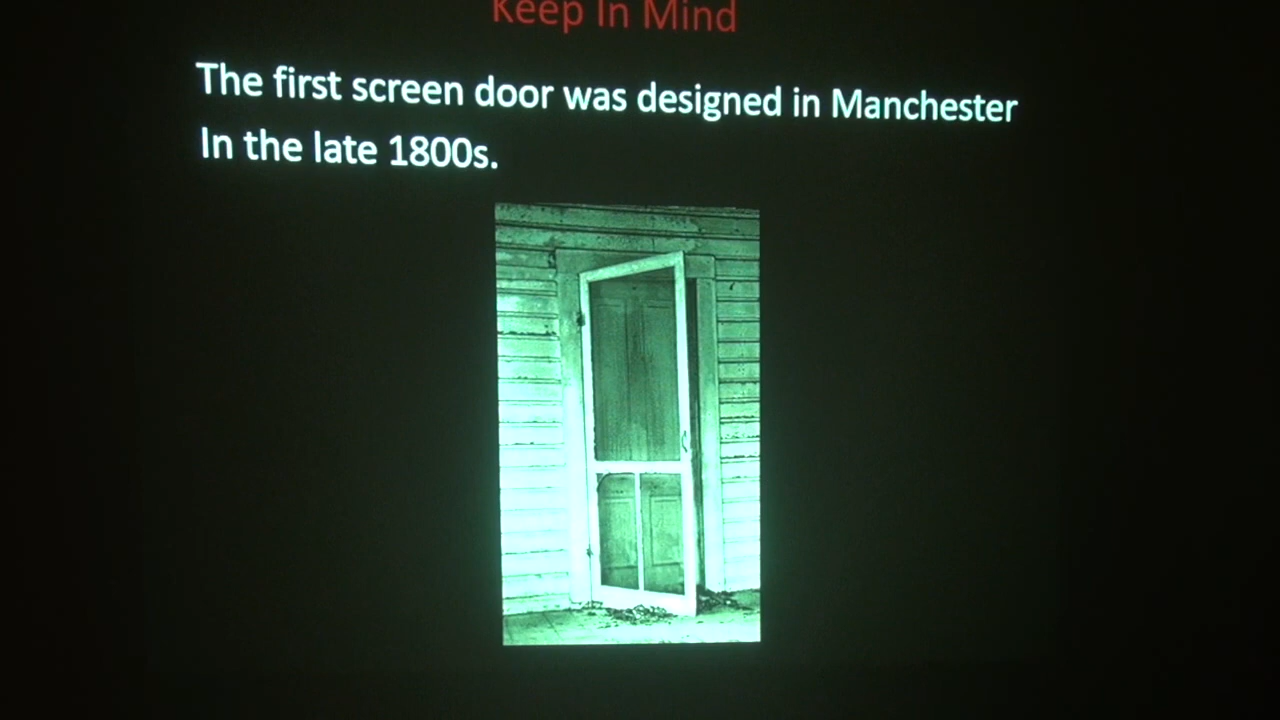 Keep In Mind
The first screen door was designed in Manchester
In the late 1800s.